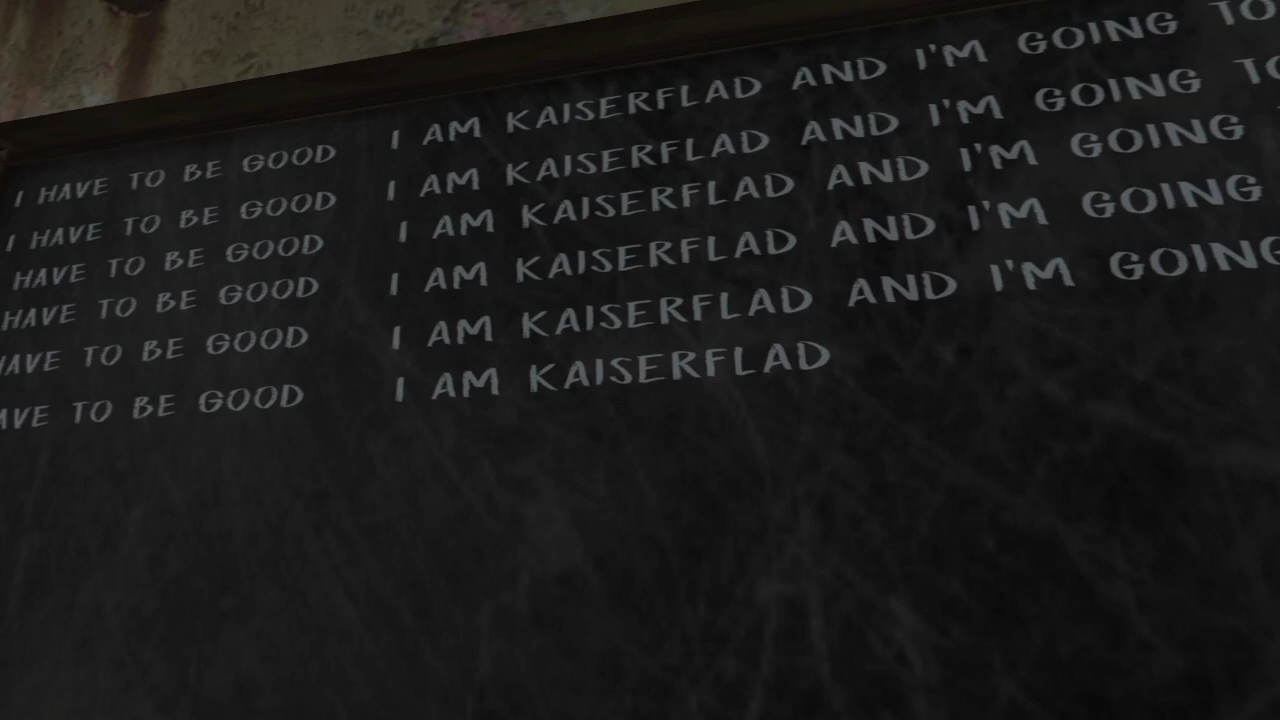 I HAVE TO BE GOOD
I HAVE TO BE GOOD
HAVE TO BE GOOD
HAVE TO BE GOOD
HAVE TO BE GOOD
TO BE GOOD
I AM KAISERFLAD AND I'M GOING TO
I AM KAISERFLAD AND I'M GOING TO
I AM KAISERFLAD AND I'M GOING
I AM KAISERFLAD AND I'M GOING
I AM KAISERFLAD AND I'M GOING
I AM KAISERFLAD